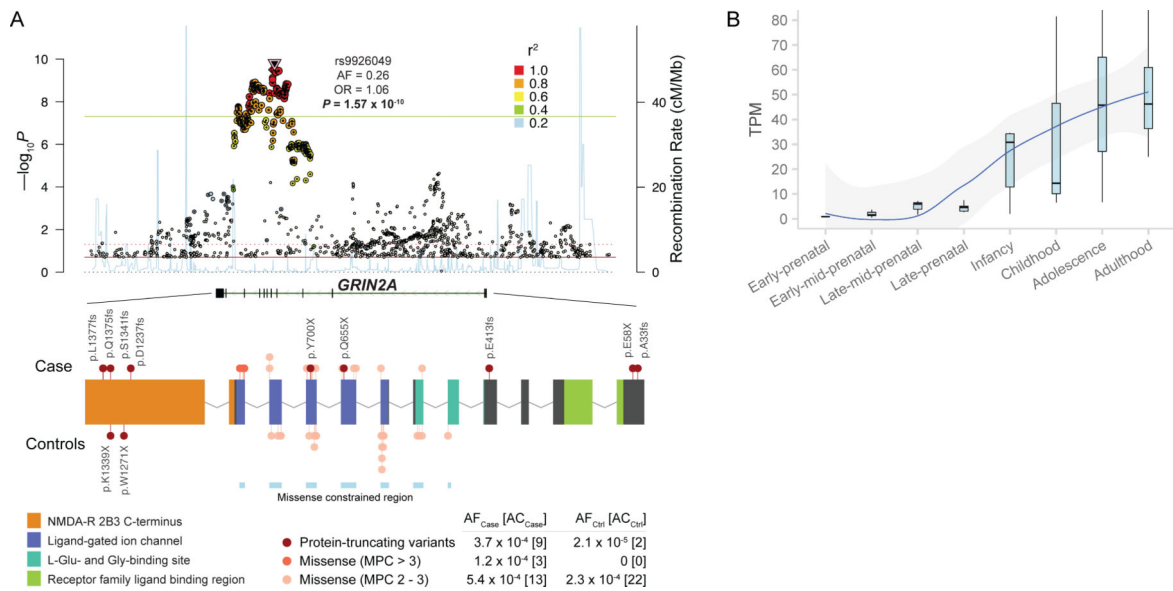 A
10
8
6
4
2
0
—log10P
rs9926049
AF = 0.26
OR = 1.06
P = 1.57 x 10-10
r2
1.0
0.8
0.6
0.4
0.2
40
20
0
Recombination Rate (cM/Mb)
GRIN2A
p.L1377fs
p.Q1375fs
p.S1341fs
p.D1237fs
p.Y700X
p.Q655X
p.E413fs
p.E58X
p.A33fs
Case
Controls
p.K1339X
p.W1271X
Missense constrained region
NMDA-R 2B3 C-terminus
Ligand-gated ion channel
L-Glu- and Gly-binding site
Receptor family ligand binding region
AFCase [ACCase] AFCtrl [ACCtrl]
Protein-truncating variants 3.7 x 10-4 [9] 2.1 x 10-5 [2]
Missense (MPC > 3) 1.2 x 10-4 [3] 0 [0]
Missense (MPC 2 - 3) 5.4 x 10-4 [13] 2.3 x 10-4 [22]
B
80
70
60
50
40
30
20
10
0
TPM
Early-prenatal
Early-mid-prenatal
Late-mid-prenatal
Late-prenatal
Infancy
Childhood
Adolescence
Adulthood